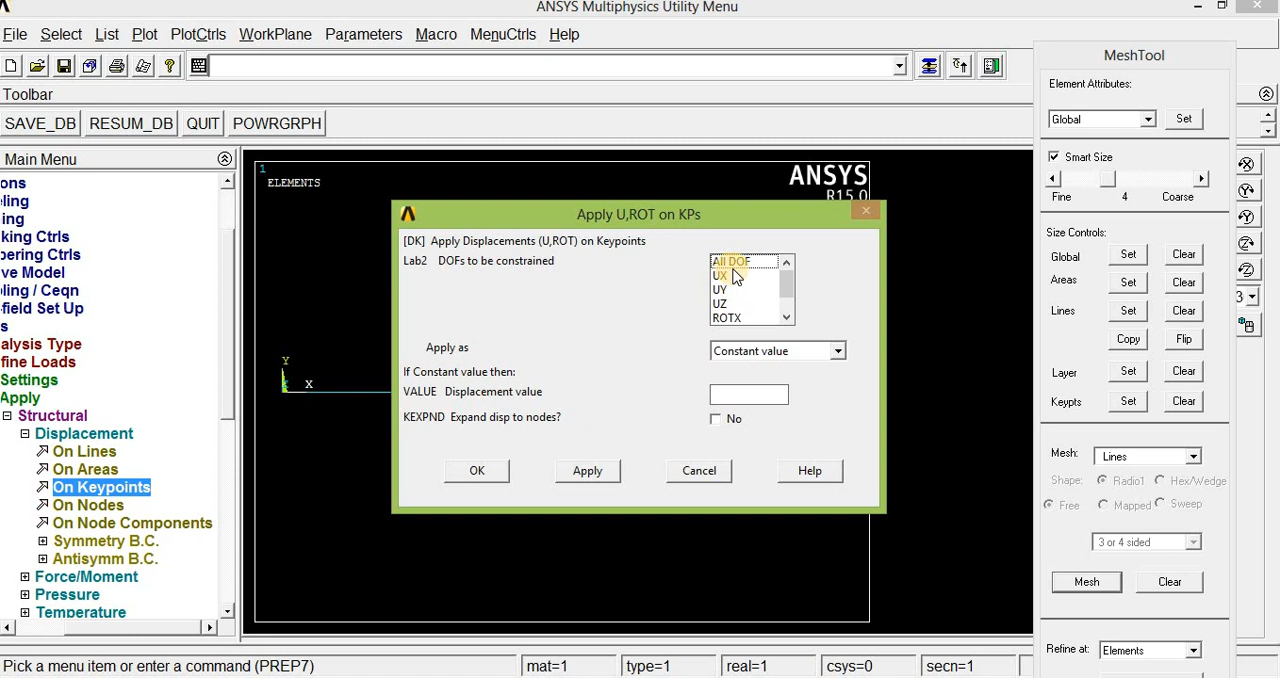 ANSYS Multiphysics Utility Menu
File Select List Plot PlotCtrls WorkPlane Parameters Macro MenuCtrls Help
Toolbar
SAVE_DB RESUM_DB QUIT POWRGRPH
Main Menu
ons
ling
ing
king Ctrls
bering Ctrls
ve Model
ling / Ceqn
-field Set Up
s
alysis Type
fine Loads
Settings
Apply
Structural
Displacement
On Lines
On Areas
On Keypoints
On Nodes
On Node Components
Symmetry B.C.
Antisymm B.C.
Force/Moment
Pressure
Temperature
1
ELEMENTS
ANSYS
R15.0
Y
X
Apply U,ROT on KPs
[DK] Apply Displacements (U,ROT) on Keypoints
Lab2 DOFs to be constrained
All DOF
UX
UY
UZ
ROTX
Apply as Constant value
If Constant value then:
VALUE Displacement value
KEXPND Expand disp to nodes? No
OK Apply Cancel Help
MeshTool
Element Attributes:
Global Set
Smart Size
Fine 4 Coarse
Size Controls:
Global Set Clear
Areas Set Clear
Lines Set Clear
Copy Flip
Layer Set Clear
Keypts Set Clear
Mesh: Lines
Shape: Radio1 Hex/Wedge
Free Mapped Sweep
3 or 4 sided
Mesh Clear
Refine at: Elements
3
Pick a menu item or enter a command (PREP7) mat=1 type=1 real=1 csys=0 secn=1